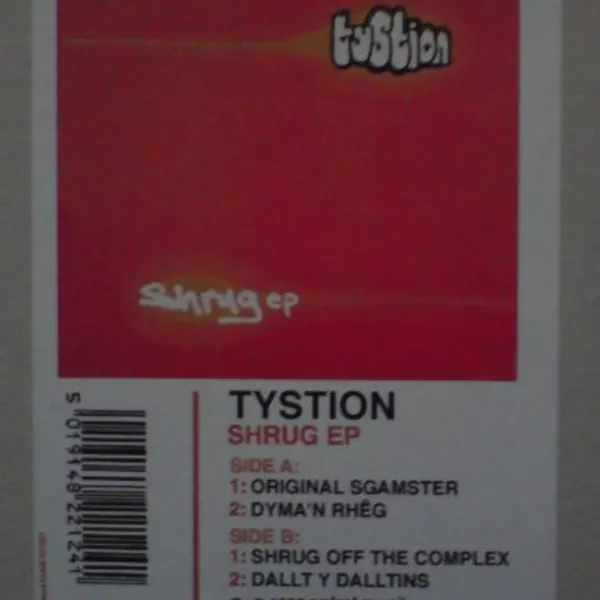 tystion
Shrug ep
TYSTION
SHRUG EP
SIDE A:
1: ORIGINAL SGAMSTER
2: DYMA'N RHÊG
SIDE B:
1: SHRUG OFF THE COMPLEX
2: DALLT Y DALLTINS
5 019148 221241